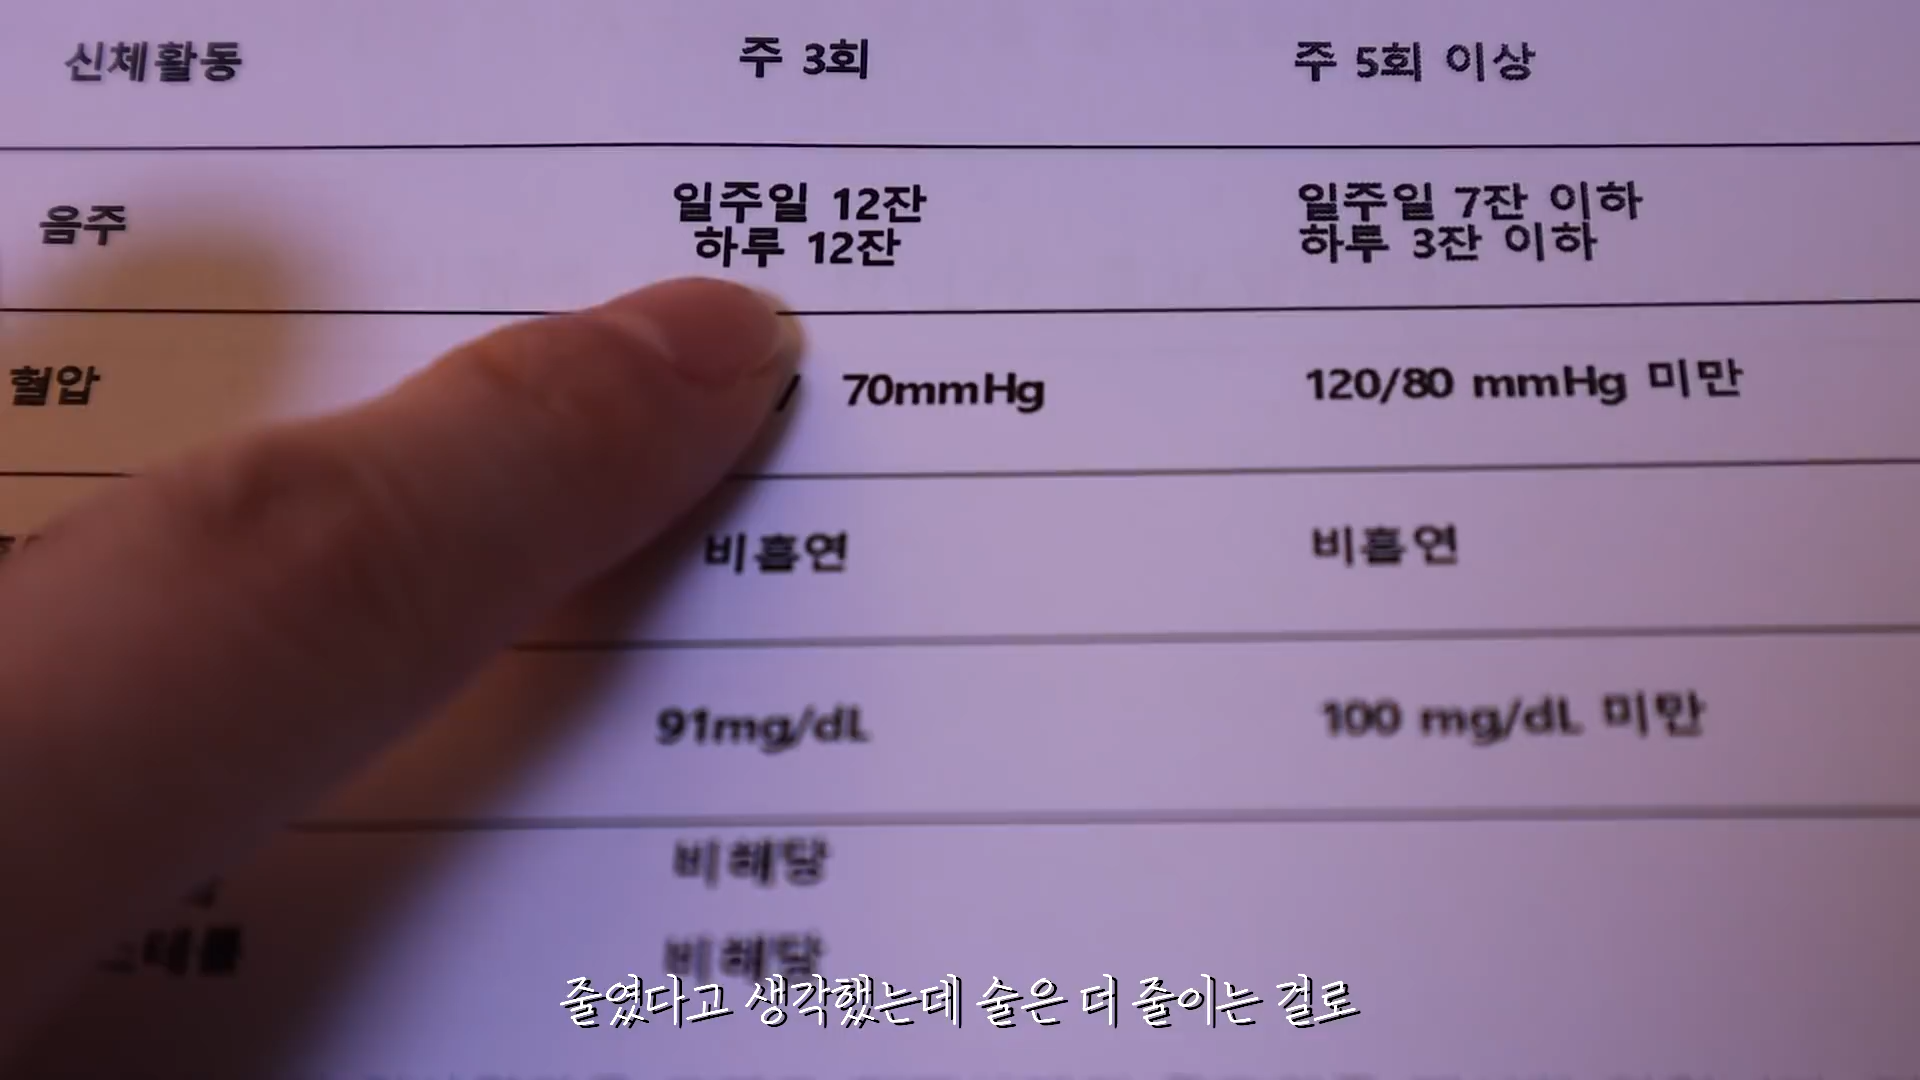 신체활동 주 3회 주 5회 이상
음주
일주일 12잔
하루 12잔
일주일 7잔 이하
하루 3잔 이하
혈압 / 70mmHg 120/80 mmHg 미만
비흡연 비흡연
91mg/dL 100 mg/dL 미만
비해당
비해당
줄였다고 생각했는데 술은 더 줄이는 걸로